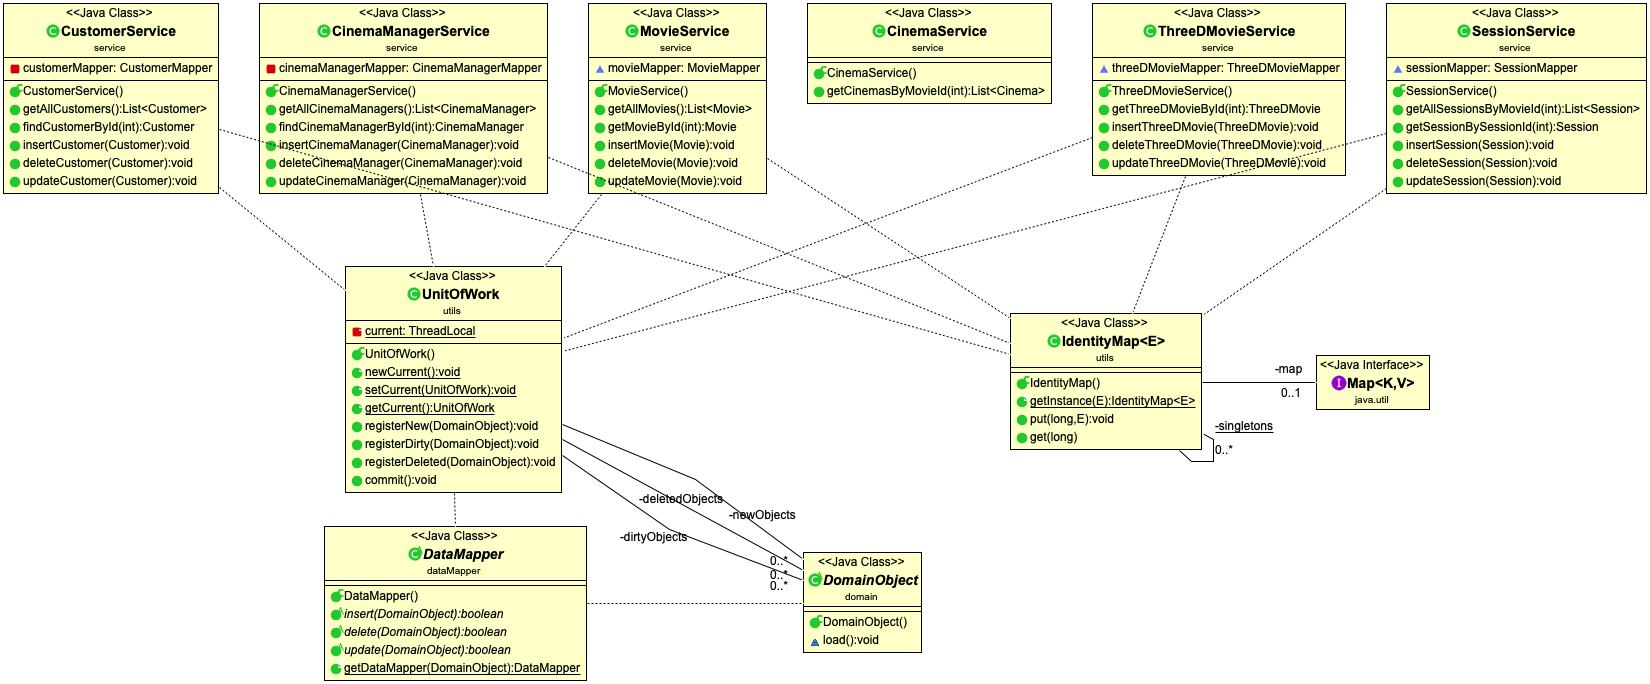 <<Java Class>>
CustomerService
service
customerMapper: CustomerMapper
CustomerService()
getAllCustomers():List<Customer>
findCustomerById(int):Customer
insertCustomer(Customer):void
deleteCustomer(Customer):void
updateCustomer(Customer):void
<<Java Class>>
CinemaManagerService
service
cinemaManagerMapper: CinemaManagerMapper
CinemaManagerService()
getAllCinemaManagers():List<CinemaManager>
findCinemaManagerById(int):CinemaManager
insertCinemaManager(CinemaManager):void
deleteCinemaManager(CinemaManager):void
updateCinemaManager(CinemaManager):void
<<Java Class>>
MovieService
service
movieMapper: MovieMapper
MovieService()
getAllMovies():List<Movie>
getMovieById(int):Movie
insertMovie(Movie):void
deleteMovie(Movie):void
updateMovie(Movie):void
<<Java Class>>
CinemaService
service
CinemaService()
getCinemasByMovieId(int):List<Cinema>
<<Java Class>>
ThreeDMovieService
service
threeDMovieMapper: ThreeDMovieMapper
ThreeDMovieService()
getThreeDMovieById(int):ThreeDMovie
insertThreeDMovie(ThreeDMovie):void
deleteThreeDMovie(ThreeDMovie):void
updateThreeDMovie(ThreeDMovie):void
<<Java Class>>
SessionService
service
sessionMapper: SessionMapper
SessionService()
getAllSessionsByMovieId(int):List<Session>
getSessionBySessionId(int):Session
insertSession(Session):void
deleteSession(Session):void
updateSession(Session):void
<<Java Class>>
UnitOfWork
utils
current: ThreadLocal
UnitOfWork()
newCurrent():void
setCurrent(UnitOfWork):void
getCurrent():UnitOfWork
registerNew(DomainObject):void
registerDirty(DomainObject):void
registerDeleted(DomainObject):void
commit():void
<<Java Class>>
IdentityMap<E>
utils
IdentityMap()
getInstance(E):IdentityMap<E>
put(long,E):void
get(long)
-map
0..1
<<Java Interface>>
Map<K,V>
java.util
-singletons
0..*
-deletedObjects
-newObjects
-dirtyObjects
0..*
0..*
0..*
<<Java Class>>
DataMapper
dataMapper
DataMapper()
insert(DomainObject):boolean
delete(DomainObject):boolean
update(DomainObject):boolean
getDataMapper(DomainObject):DataMapper
<<Java Class>>
DomainObject
domain
DomainObject()
load():void